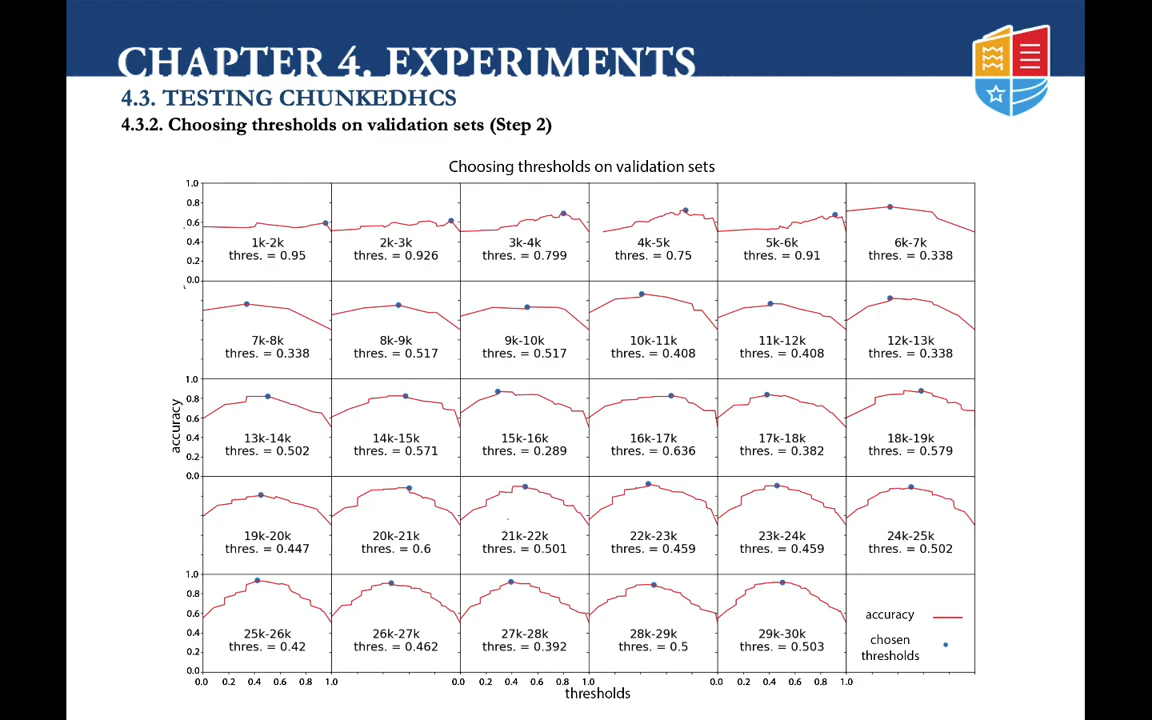 CHAPTER 4. EXPERIMENTS
4.3. TESTING CHUNKEDHCS
4.3.2. Choosing thresholds on validation sets (Step 2)
Choosing thresholds on validation sets
1.0
0.8
0.6
0.4
0.2
0.0
1k-2k
thres. = 0.95
2k-3k
thres. = 0.926
3k-4k
thres. = 0.799
4k-5k
thres. = 0.75
5k-6k
thres. = 0.91
6k-7k
thres. = 0.338
7k-8k
thres. = 0.338
8k-9k
thres. = 0.517
9k-10k
thres. = 0.517
10k-11k
thres. = 0.408
11k-12k
thres. = 0.408
12k-13k
thres. = 0.338
accuracy
1.0
0.8
0.6
0.4
0.2
0.0
13k-14k
thres. = 0.502
14k-15k
thres. = 0.571
15k-16k
thres. = 0.289
16k-17k
thres. = 0.636
17k-18k
thres. = 0.382
18k-19k
thres. = 0.579
19k-20k
thres. = 0.447
20k-21k
thres. = 0.6
21k-22k
thres. = 0.501
22k-23k
thres. = 0.459
23k-24k
thres. = 0.459
24k-25k
thres. = 0.502
1.0
0.8
0.6
0.4
0.2
0.0
25k-26k
thres. = 0.42
26k-27k
thres. = 0.462
27k-28k
thres. = 0.392
28k-29k
thres. = 0.5
29k-30k
thres. = 0.503
accuracy
chosen
thresholds
0.0 0.2 0.4 0.6 0.8 1.0
0.0 0.2 0.4 0.6 0.8 1.0
0.0 0.2 0.4 0.6 0.8 1.0
thresholds